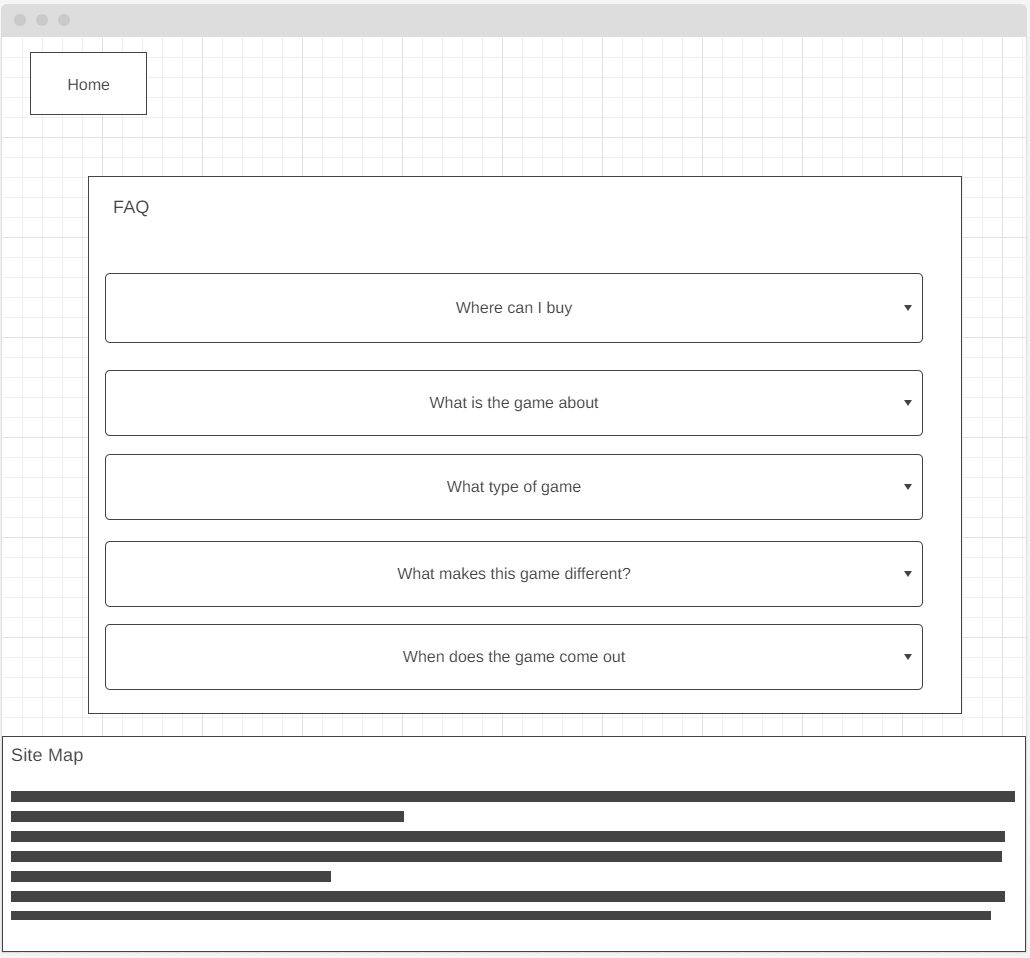 Home
FAQ
Where can I buy
What is the game about
What type of game
What makes this game different?
When does the game come out
Site Map